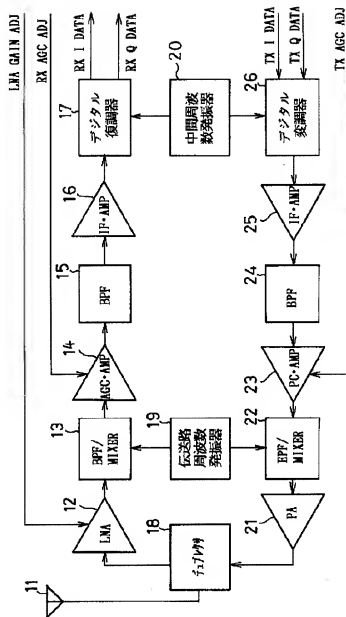 LNA GAIN ADJ
RX AGC ADJ
RX I DATA
RX Q DATA
11
12
LNA
13
BPF/
MIXER
14
AGC・AMP
15
BPF
16
IF・AMP
17
デジタル
復調器
18
デュプレクサ
19
伝送路
周波数
発振器
20
中間周波
数発振器
21
PA
22
EPF/
MIXER
23
PC・AMP
24
BPF
25
IF・AMP
26
デジタル
変調器
TX I DATA
TX Q DATA
TX AGC ADJ